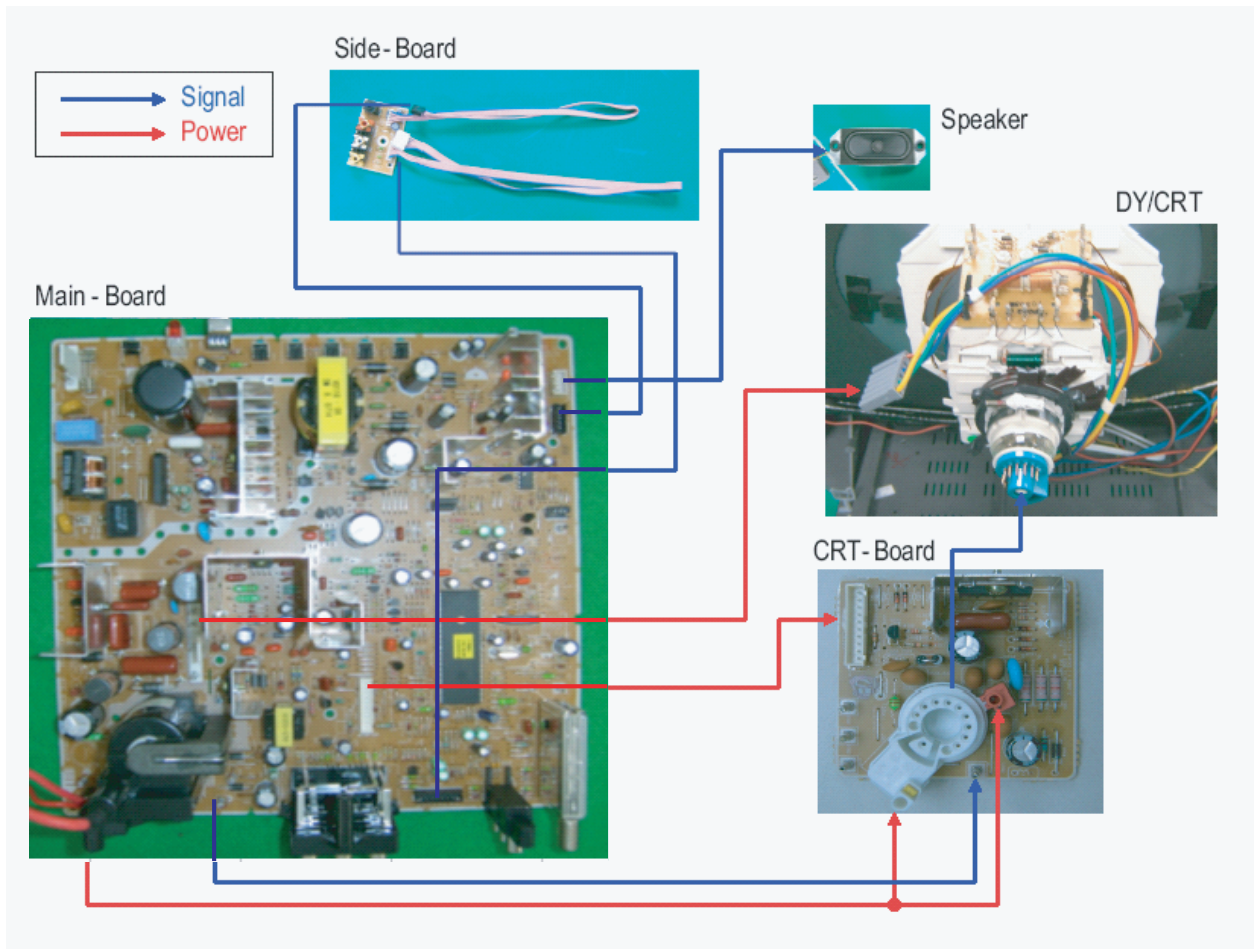 Side - Board
Signal
Power
Speaker
DY/CRT
Main - Board
CRT- Board